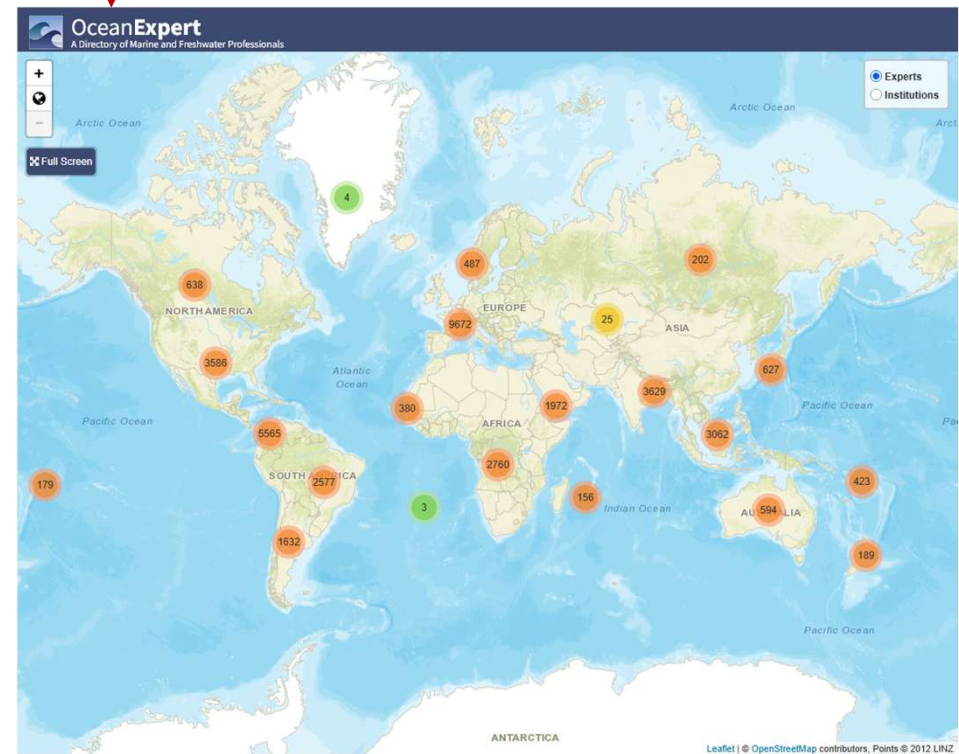 OceanExpert
A Directory of Marine and Freshwater Professionals
+
−
Full Screen
Experts
Institutions
Arctic Ocean
Arctic Ocean
Arct
4
487
202
638
NORTH AMERICA
EUROPE
9672
25
ASIA
3586
Atlantic
Ocean
627
3629
380
1972
Pacific Ocean
Pacific Ocean
Pa
AFRICA
5565
3062
2760
SOUTH AMERICA
2577
179
423
156
Indian Ocean
3
AU
594
LIA
1632
189
Pacific Ocean
ANTARCTICA
Leaflet | © OpenStreetMap contributors, Points © 2012 LINZ